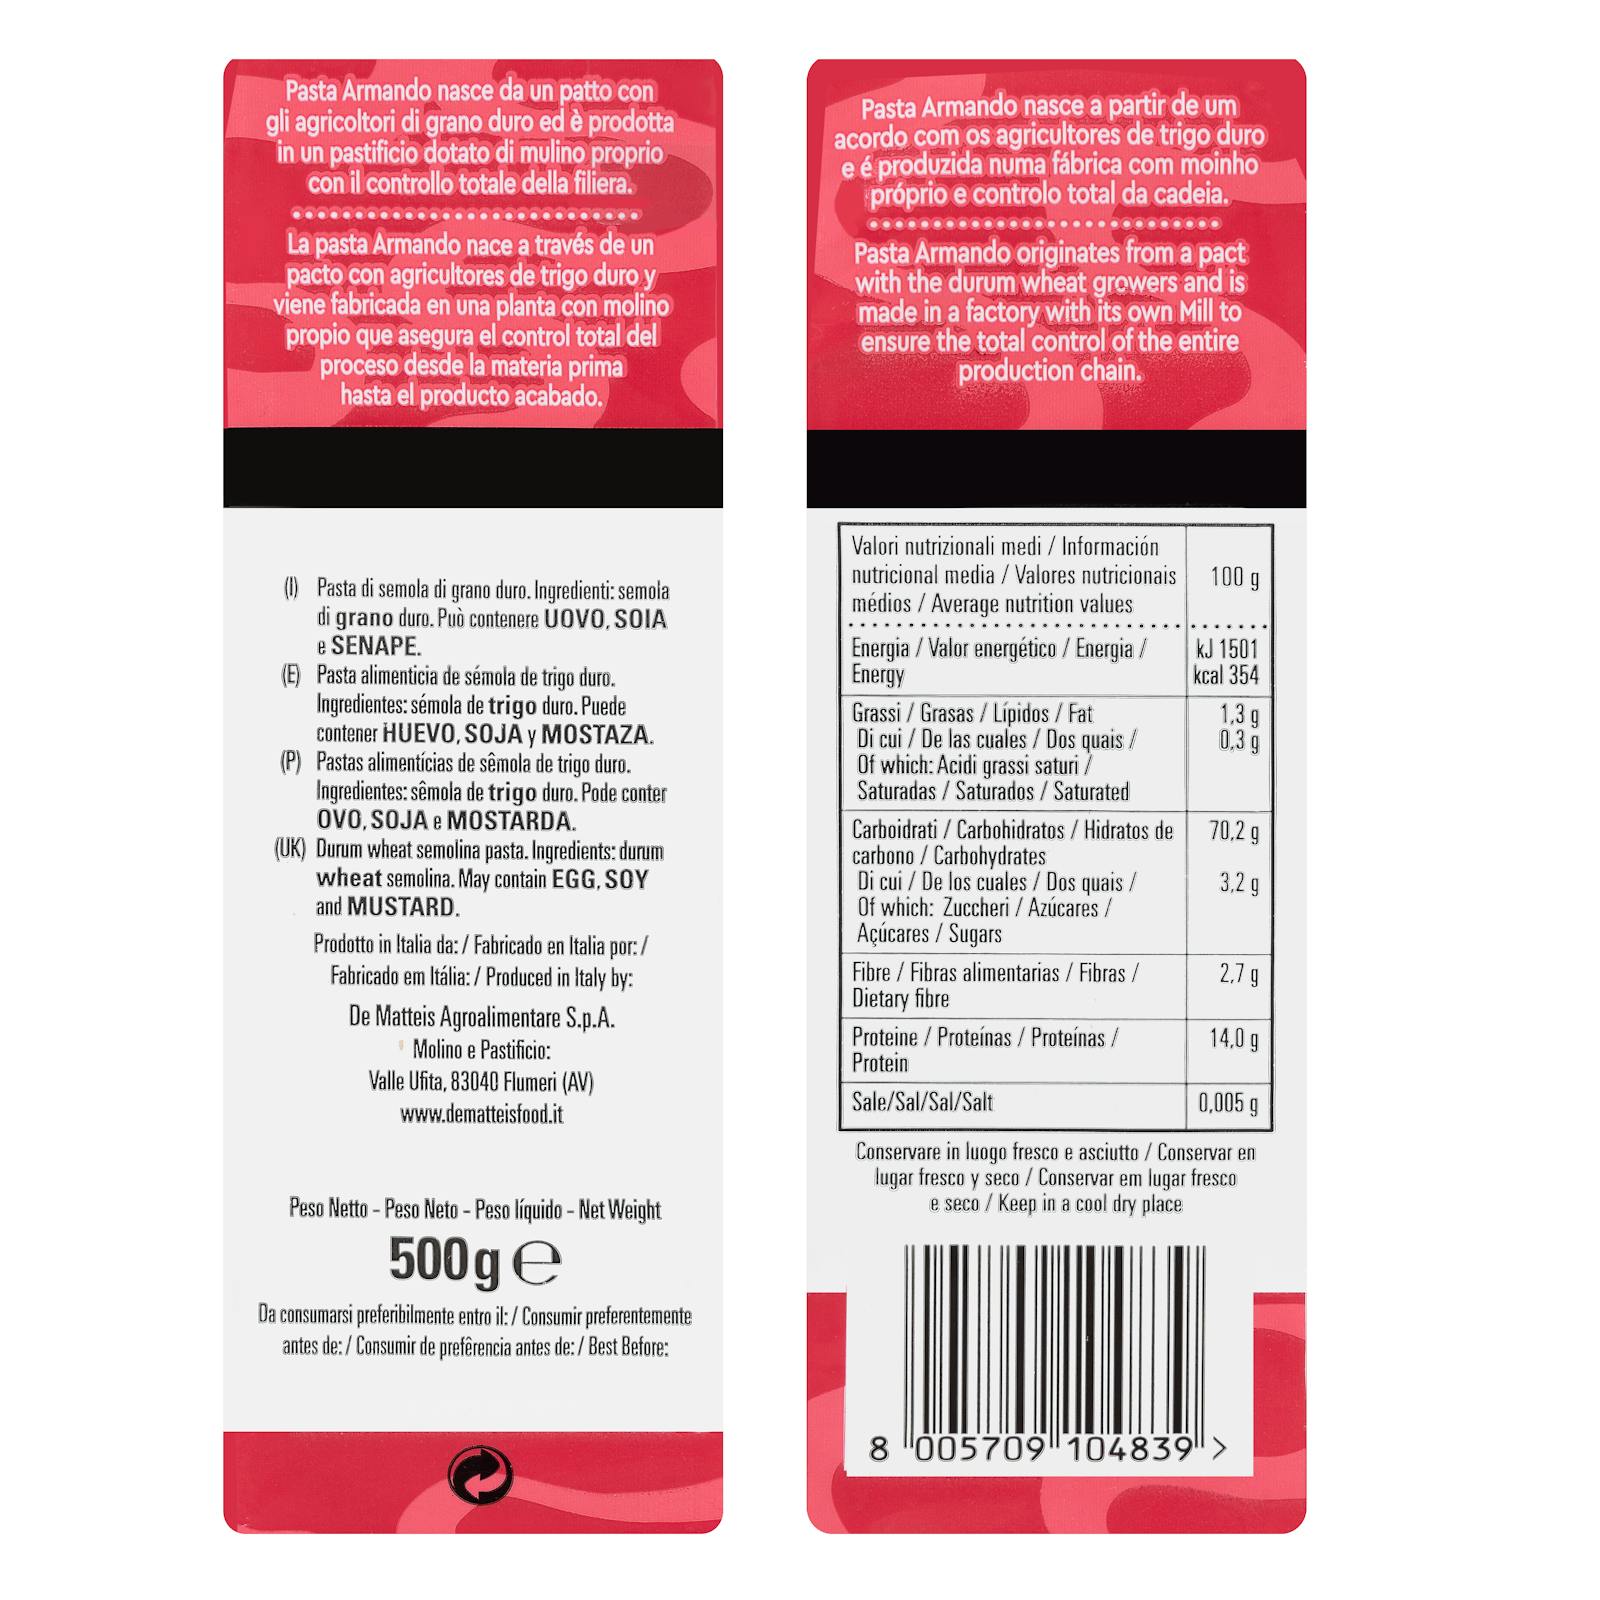 Pasta Armando nasce da un patto con
gli agricoltori di grano duro ed è prodotta
in un pastificio dotato di mulino proprio
con il controllo totale della filiera.
La pasta Armando nace a través de un
pacto con agricultores de trigo duro y
viene fabricada en una planta con molino
propio que asegura el control total del
proceso desde la materia prima
hasta el producto acabado.
(I) Pasta di semola di grano duro. Ingredienti: semola
di grano duro. Può contenere UOVO, SOIA
e SENAPE.
(E) Pasta alimenticia de sémola de trigo duro.
Ingredientes: sémola de trigo duro. Puede
contener HUEVO, SOJA y MOSTAZA.
(P) Pastas alimentícias de sêmola de trigo duro.
Ingredientes: sêmola de trigo duro. Pode conter
OVO, SOJA e MOSTARDA.
(UK) Durum wheat semolina pasta. Ingredients: durum
wheat semolina. May contain EGG, SOY
and MUSTARD.
Prodotto in Italia da: / Fabricado en Italia por: /
Fabricado em Itália: / Produced in Italy by:
De Matteis Agroalimentare S.p.A.
Molino e Pastificio:
Valle Ufita, 83040 Flumeri (AV)
www.dematteisfood.it
Peso Netto - Peso Neto - Peso líquido - Net Weight
500g ℮
Da consumarsi preferibilmente entro il: / Consumir preferentemente
antes de: / Consumir de preferência antes de: / Best Before:
Pasta Armando nasce a partir de um
acordo com os agricultores de trigo duro
e é produzida numa fábrica com moinho
próprio e controlo total da cadeia.
Pasta Armando originates from a pact
with the durum wheat growers and is
made in a factory with its own Mill to
ensure the total control of the entire
production chain.
Valori nutrizionali medi / Información
nutricional media / Valores nutricionais 100 g
médios / Average nutrition values
Energia / Valor energético / Energia / kJ 1501
Energy kcal 354
Grassi / Grasas / Lípidos / Fat 1,3 g
Di cui / De las cuales / Dos quais / 0,3 g
Of which: Acidi grassi saturi /
Saturadas / Saturados / Saturated
Carboidrati / Carbohidratos / Hidratos de 70,2 g
carbono / Carbohydrates
Di cui / De los cuales / Dos quais / 3,2 g
Of which: Zuccheri / Azúcares /
Açúcares / Sugars
Fibre / Fibras alimentarias / Fibras / 2,7 g
Dietary fibre
Proteine / Proteínas / Proteínas / 14,0 g
Protein
Sale/Sal/Sal/Salt 0,005 g
Conservare in luogo fresco e asciutto / Conservar en
lugar fresco y seco / Conservar em lugar fresco
e seco / Keep in a cool dry place
8 005709 104839 >